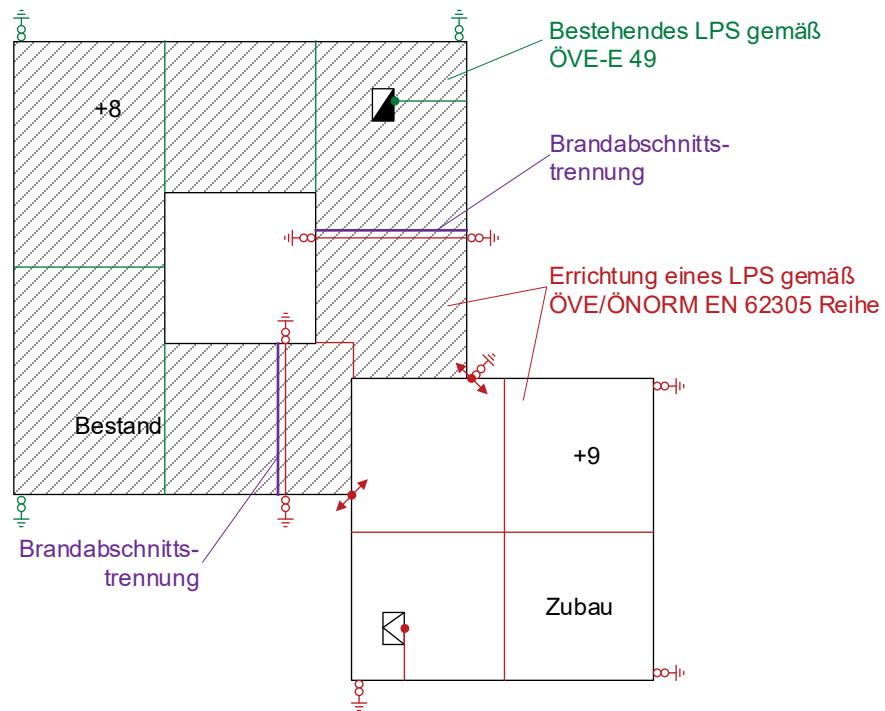 Bestehendes LPS gemäß
ÖVE-E 49
+8
Brandabschnitts-
trennung
Errichtung eines LPS gemäß
ÖVE/ÖNORM EN 62305 Reihe
Bestand
+9
Brandabschnitts-
trennung
Zubau